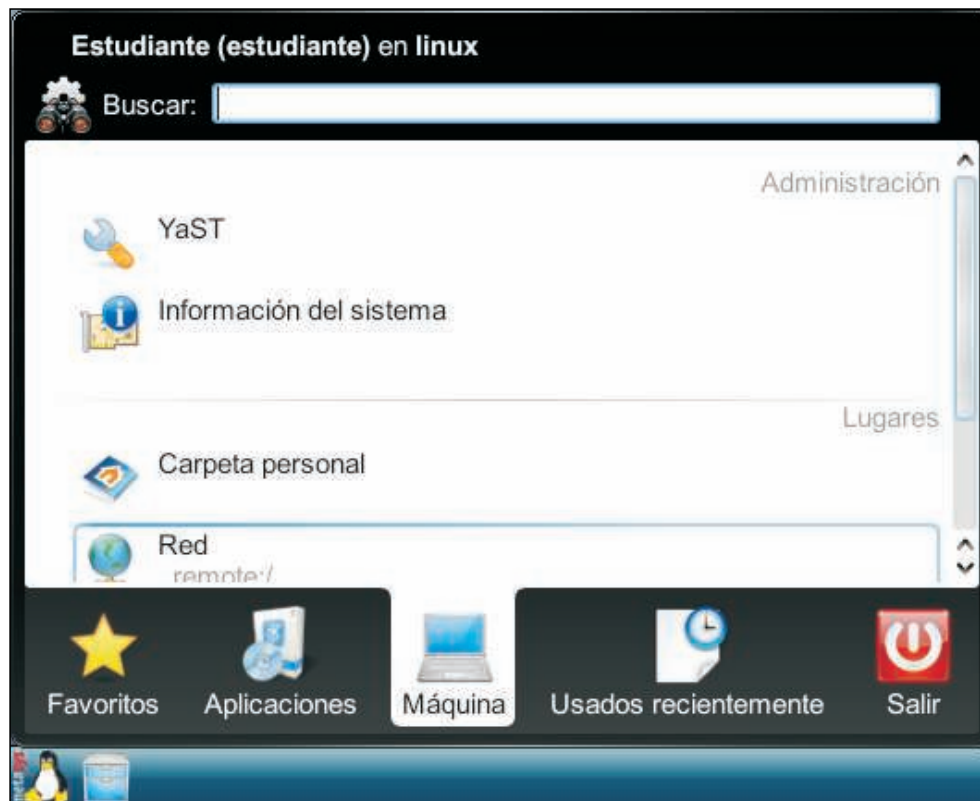 Estudiante (estudiante) en linux
Buscar:
Administración
YaST
Información del sistema
Lugares
Carpeta personal
Red
remote:/
Favoritos
Aplicaciones
Máquina
Usados recientemente
Salir
metasys